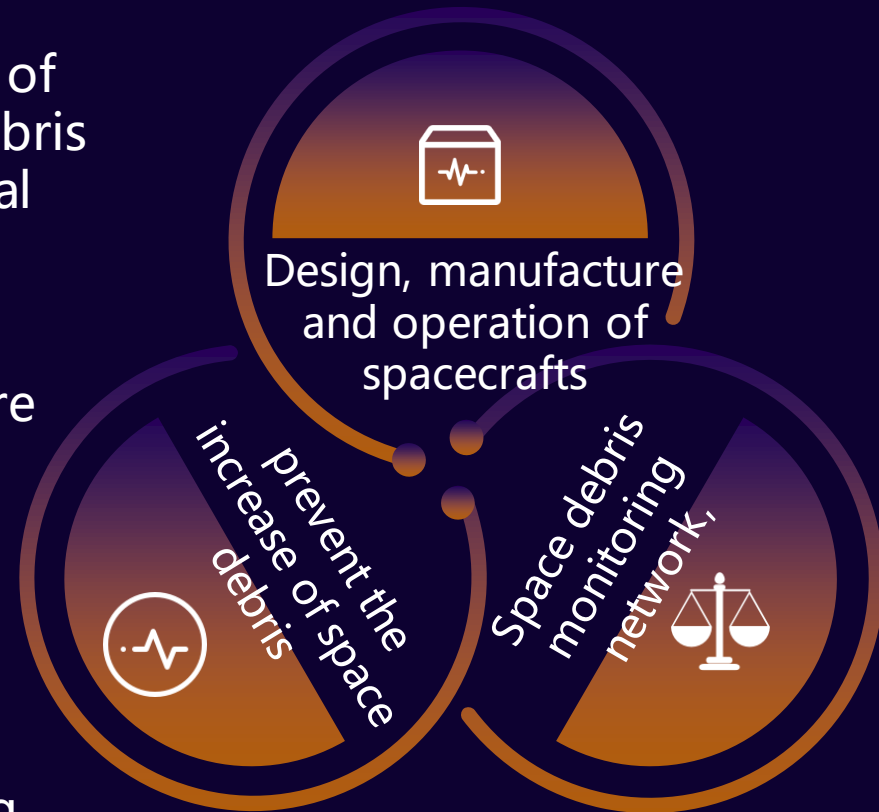 of
bris
al
re
g
Design, manufacture
and operation of
spacecrafts
prevent the
increase of space
debris
Space debris
monitoring
network,